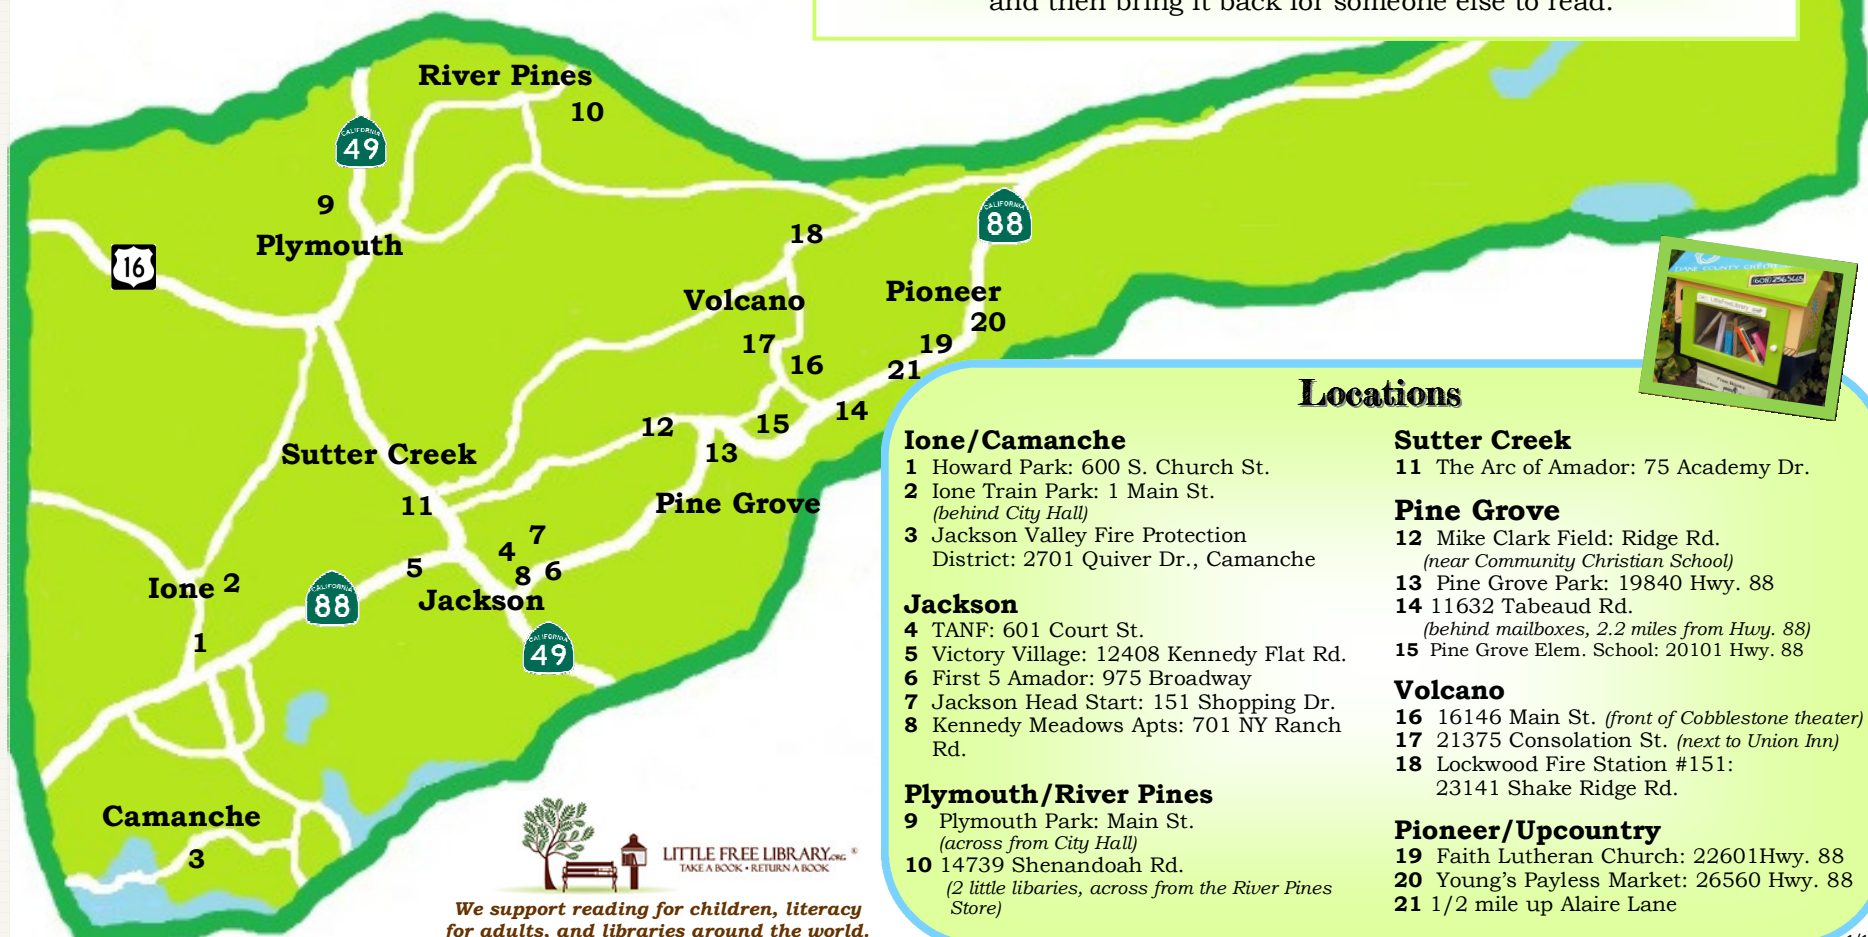 and then bring it back for someone else to read.
River Pines
10
CALIFORNIA
49
9
Plymouth
16
18
CALIFORNIA
88
Volcano
Pioneer
20
17
19
16
21
14
12
15
13
Sutter Creek
11
Pine Grove
7
4
5
8
6
Ione 2
CALIFORNIA
88
Jackson
1
CALIFORNIA
49
Camanche
3
LITTLE FREE LIBRARY.ORG ®
TAKE A BOOK • RETURN A BOOK
We support reading for children, literacy
for adults, and libraries around the world.
Locations
Ione/Camanche
1 Howard Park: 600 S. Church St.
2 Ione Train Park: 1 Main St.
(behind City Hall)
3 Jackson Valley Fire Protection
District: 2701 Quiver Dr., Camanche
Jackson
4 TANF: 601 Court St.
5 Victory Village: 12408 Kennedy Flat Rd.
6 First 5 Amador: 975 Broadway
7 Jackson Head Start: 151 Shopping Dr.
8 Kennedy Meadows Apts: 701 NY Ranch
Rd.
Plymouth/River Pines
9 Plymouth Park: Main St.
(across from City Hall)
10 14739 Shenandoah Rd.
(2 little libaries, across from the River Pines
Store)
Sutter Creek
11 The Arc of Amador: 75 Academy Dr.
Pine Grove
12 Mike Clark Field: Ridge Rd.
(near Community Christian School)
13 Pine Grove Park: 19840 Hwy. 88
14 11632 Tabeaud Rd.
(behind mailboxes, 2.2 miles from Hwy. 88)
15 Pine Grove Elem. School: 20101 Hwy. 88
Volcano
16 16146 Main St. (front of Cobblestone theater)
17 21375 Consolation St. (next to Union Inn)
18 Lockwood Fire Station #151:
23141 Shake Ridge Rd.
Pioneer/Upcountry
19 Faith Lutheran Church: 22601Hwy. 88
20 Young's Payless Market: 26560 Hwy. 88
21 1/2 mile up Alaire Lane